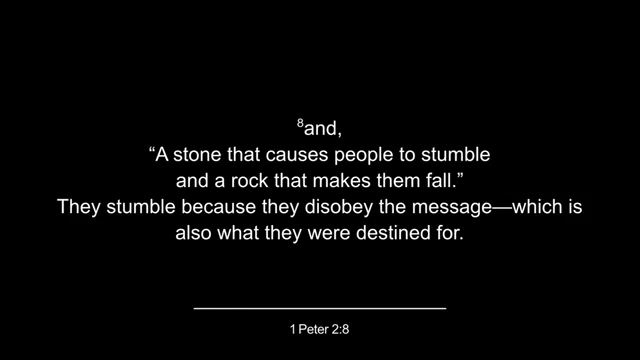 ⁸and,
“A stone that causes people to stumble
and a rock that makes them fall.”
They stumble because they disobey the message—which is
also what they were destined for.
1 Peter 2:8